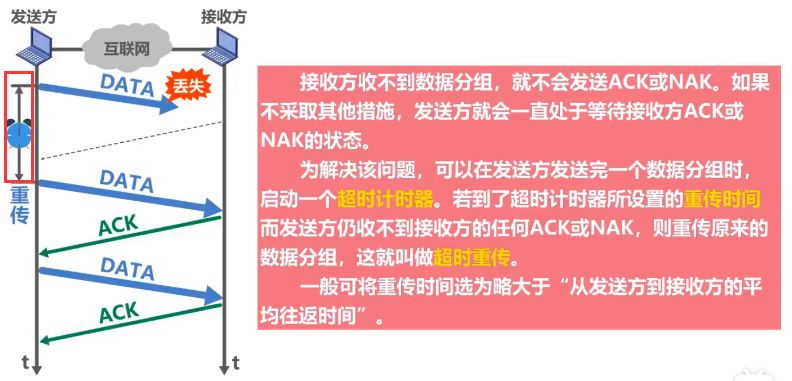 发送方
接收方
互联网
DATA
丢失
DATA
重传
ACK
DATA
ACK
t
t
接收方收不到数据分组，就不会发送ACK或NAK。如果
不采取其他措施，发送方就会一直处于等待接收方ACK或
NAK的状态。
为解决该问题，可以在发送方发送完一个数据分组时，
启动一个超时计时器。若到了超时计时器所设置的重传时间
而发送方仍收不到接收方的任何ACK或NAK，则重传原来的
数据分组，这就叫做超时重传。
一般可将重传时间选为略大于“从发送方到接收方的平
均往返时间”。